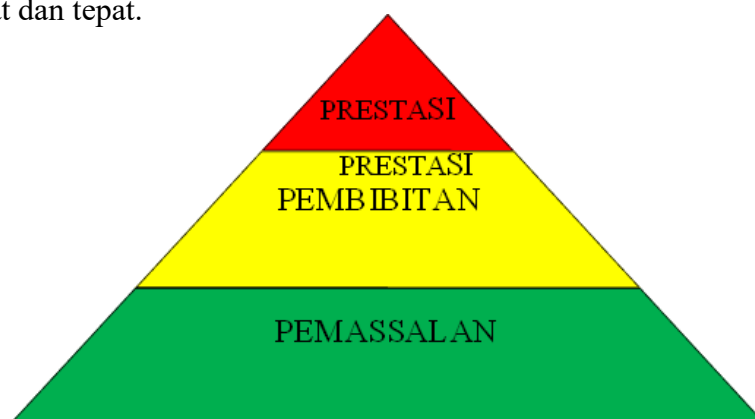 dan tepat.
PRESTASI
PRESTASI
PEMBIBITAN
PEMASSALAN